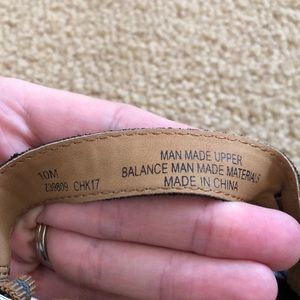 10M
Z39809 CHK17
MAN MADE UPPER
BALANCE MAN MADE MATERIALS
MADE IN CHINA